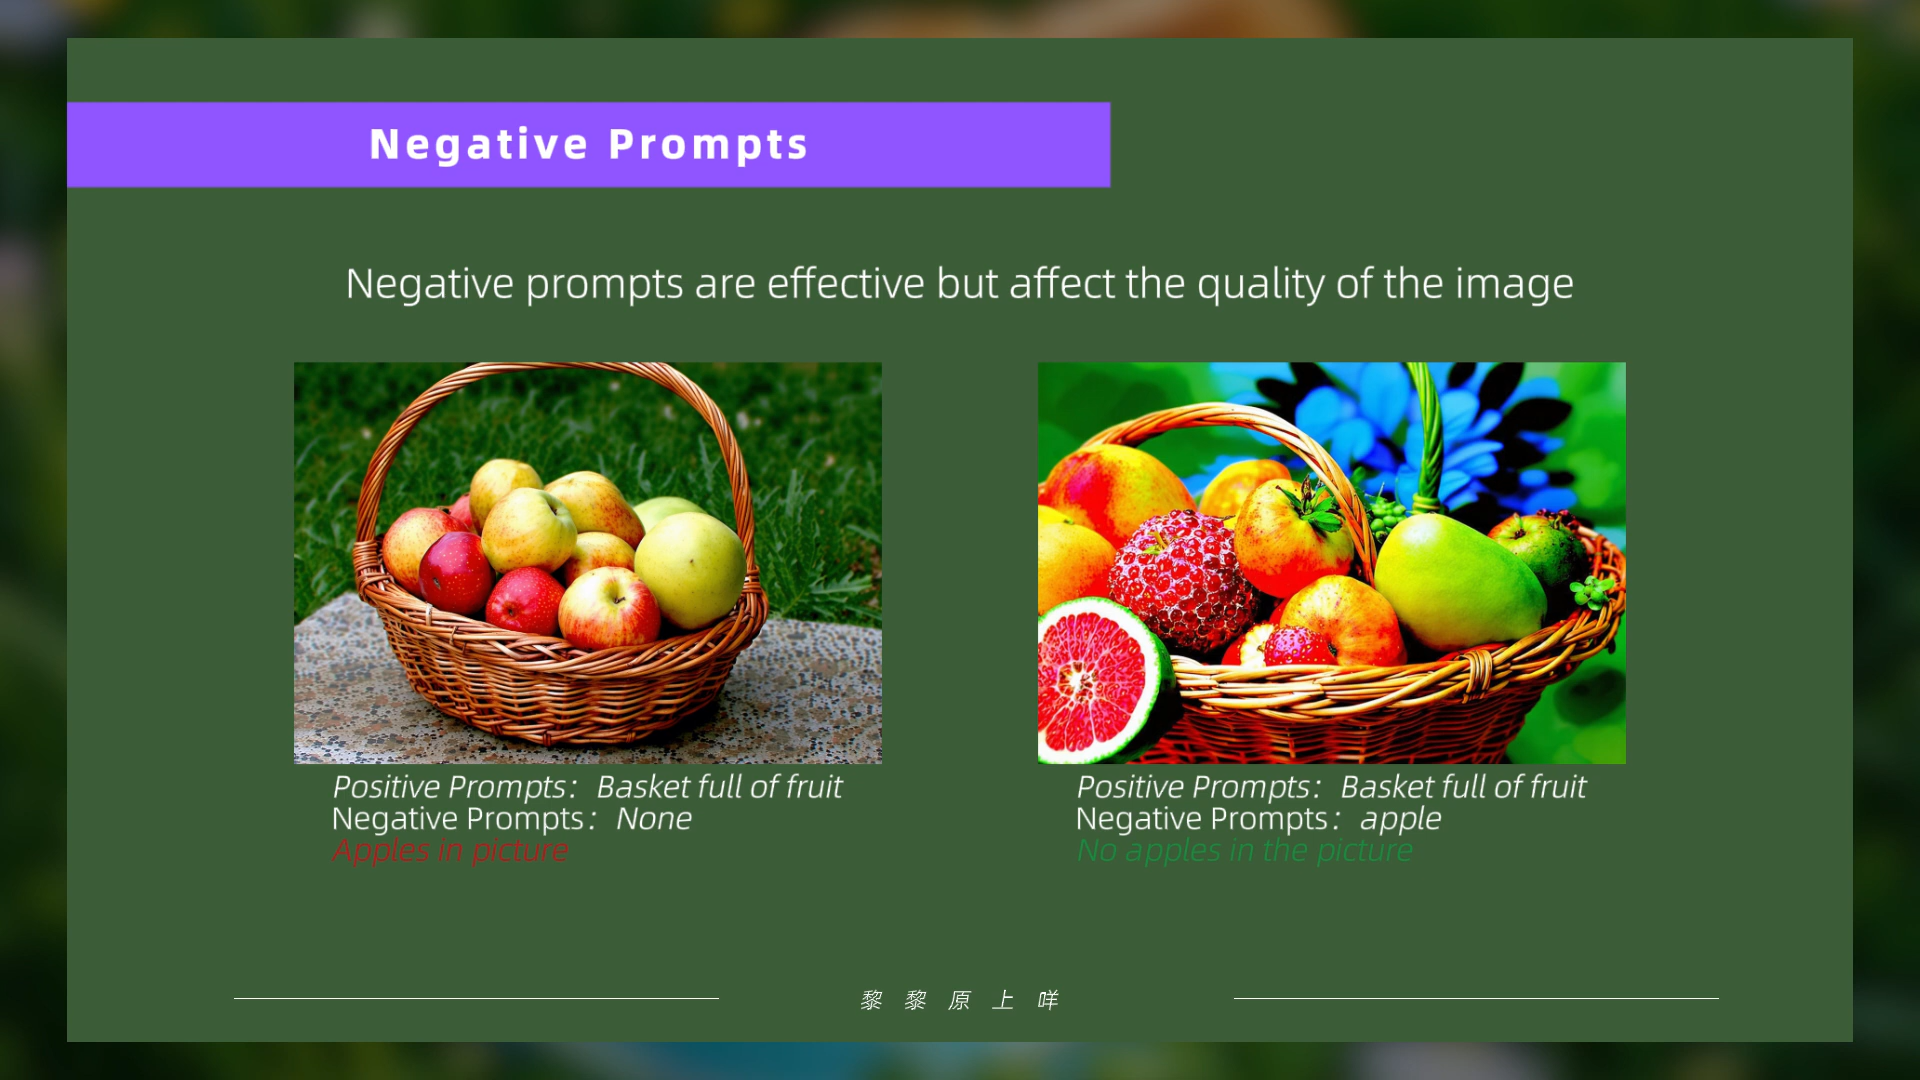 Negative Prompts
Negative prompts are effective but affect the quality of the image
Positive Prompts：Basket full of fruit
Negative Prompts：None
Apples in picture
Positive Prompts：Basket full of fruit
Negative Prompts：apple
No apples in the picture
黎黎原上咩